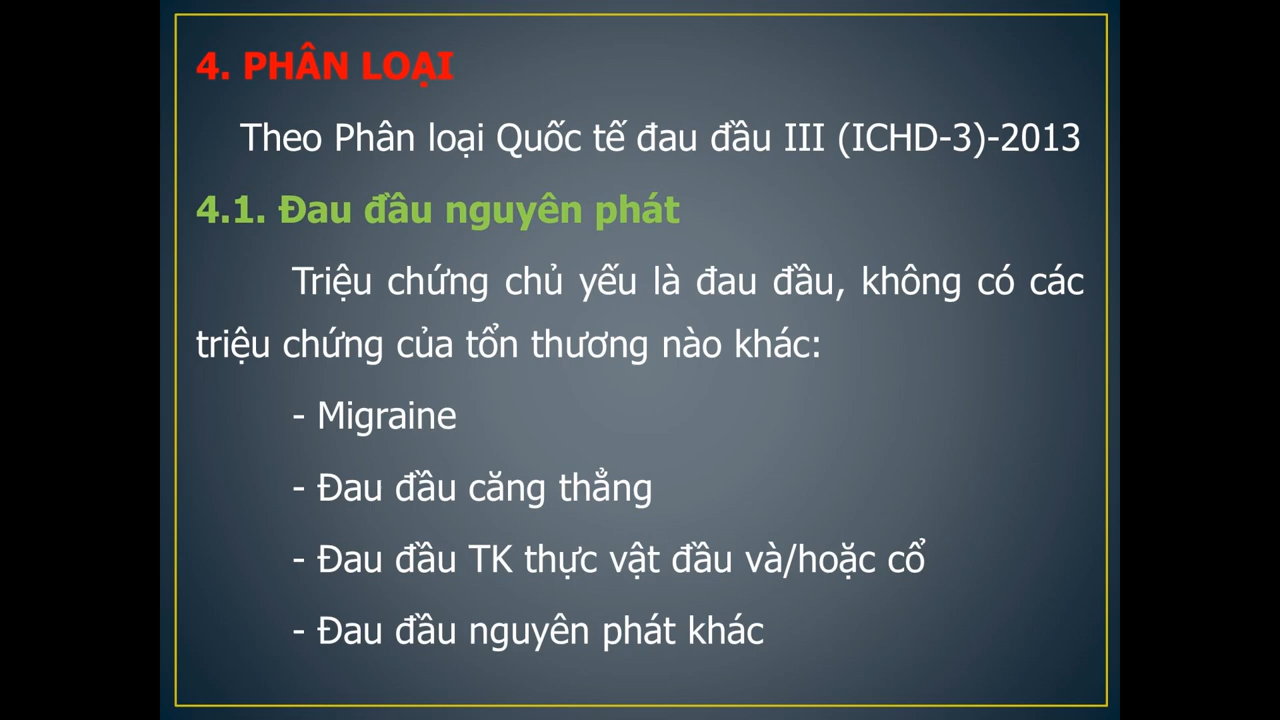 4. PHÂN LOẠI
Theo Phân loại Quốc tế đau đầu III (ICHD-3)-2013
4.1. Đau đầu nguyên phát
Triệu chứng chủ yếu là đau đầu, không có các
triệu chứng của tổn thương nào khác:
- Migraine
- Đau đầu căng thẳng
- Đau đầu TK thực vật đầu và/hoặc cổ
- Đau đầu nguyên phát khác